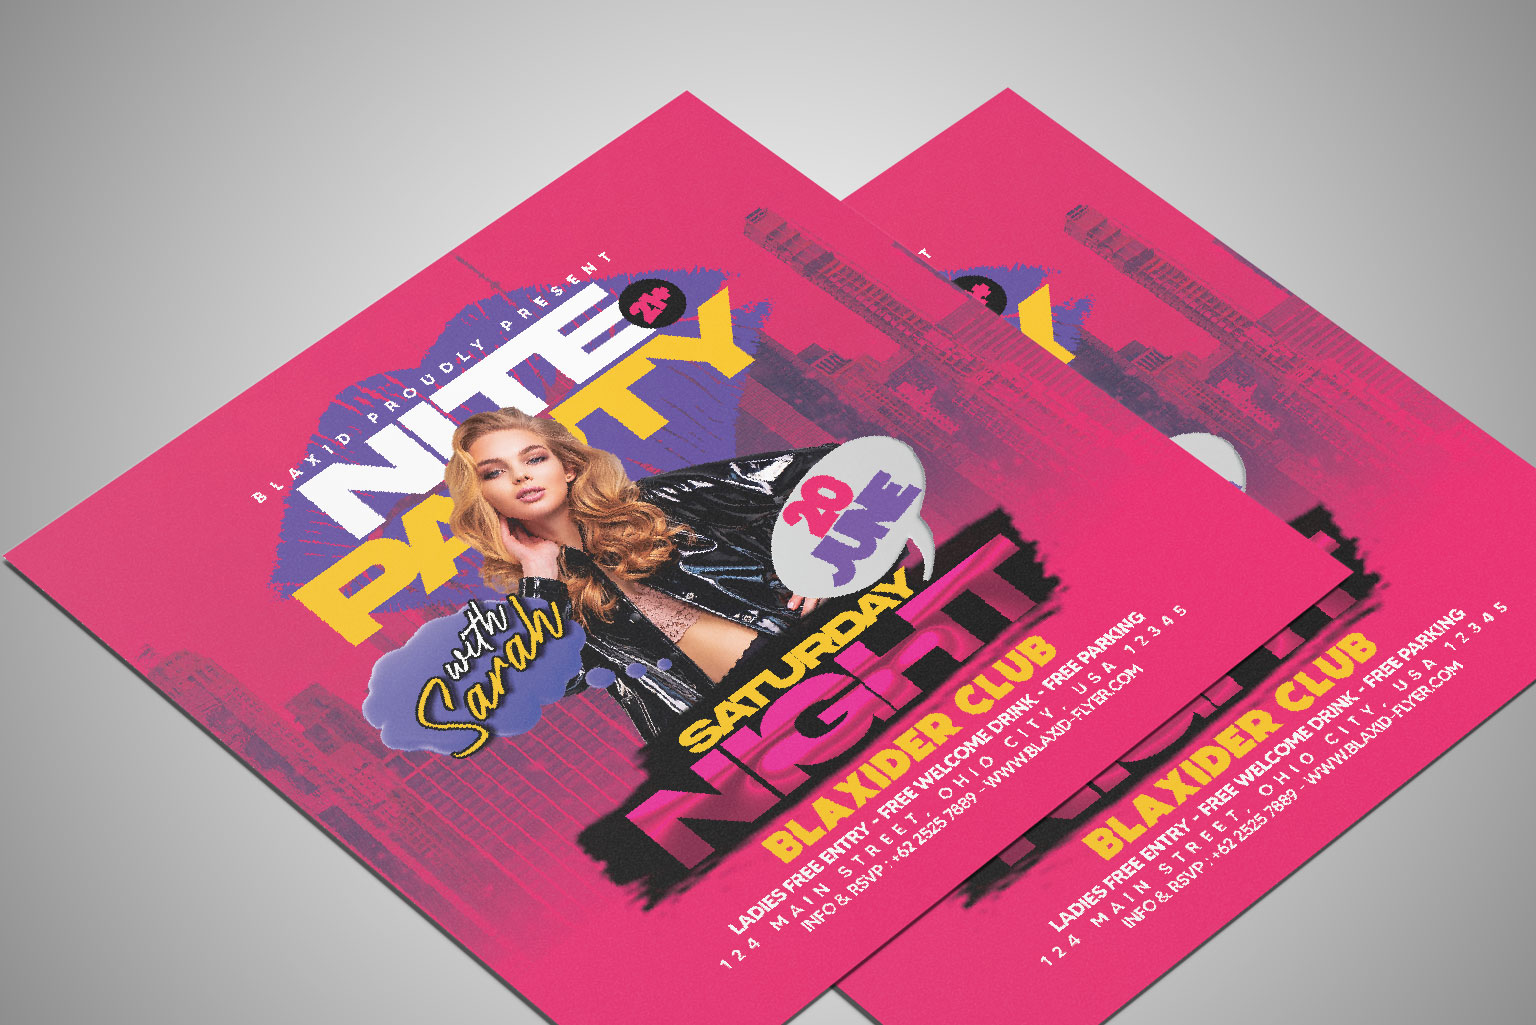 BLAXID PROUDLY PRESENT
NITE
21+
PARTY
with
Sarah
20
JUNE
SATURDAY
NIGHT
BLAXIDER CLUB
LADIES FREE ENTRY - FREE WELCOME DRINK - FREE PARKING
124 MAIN STREET, OHIO CITY, USA 12345
INFO & RSVP : +62 2525 7889 - WWW.BLAXID-FLYER.COM
T
Y
BLAXIDER CLUB
LADIES FREE ENTRY - FREE WELCOME DRINK - FREE PARKING
124 MAIN STREET, OHIO CITY, USA 12345
INFO & RSVP : +62 2525 7889 - WWW.BLAXID-FLYER.COM